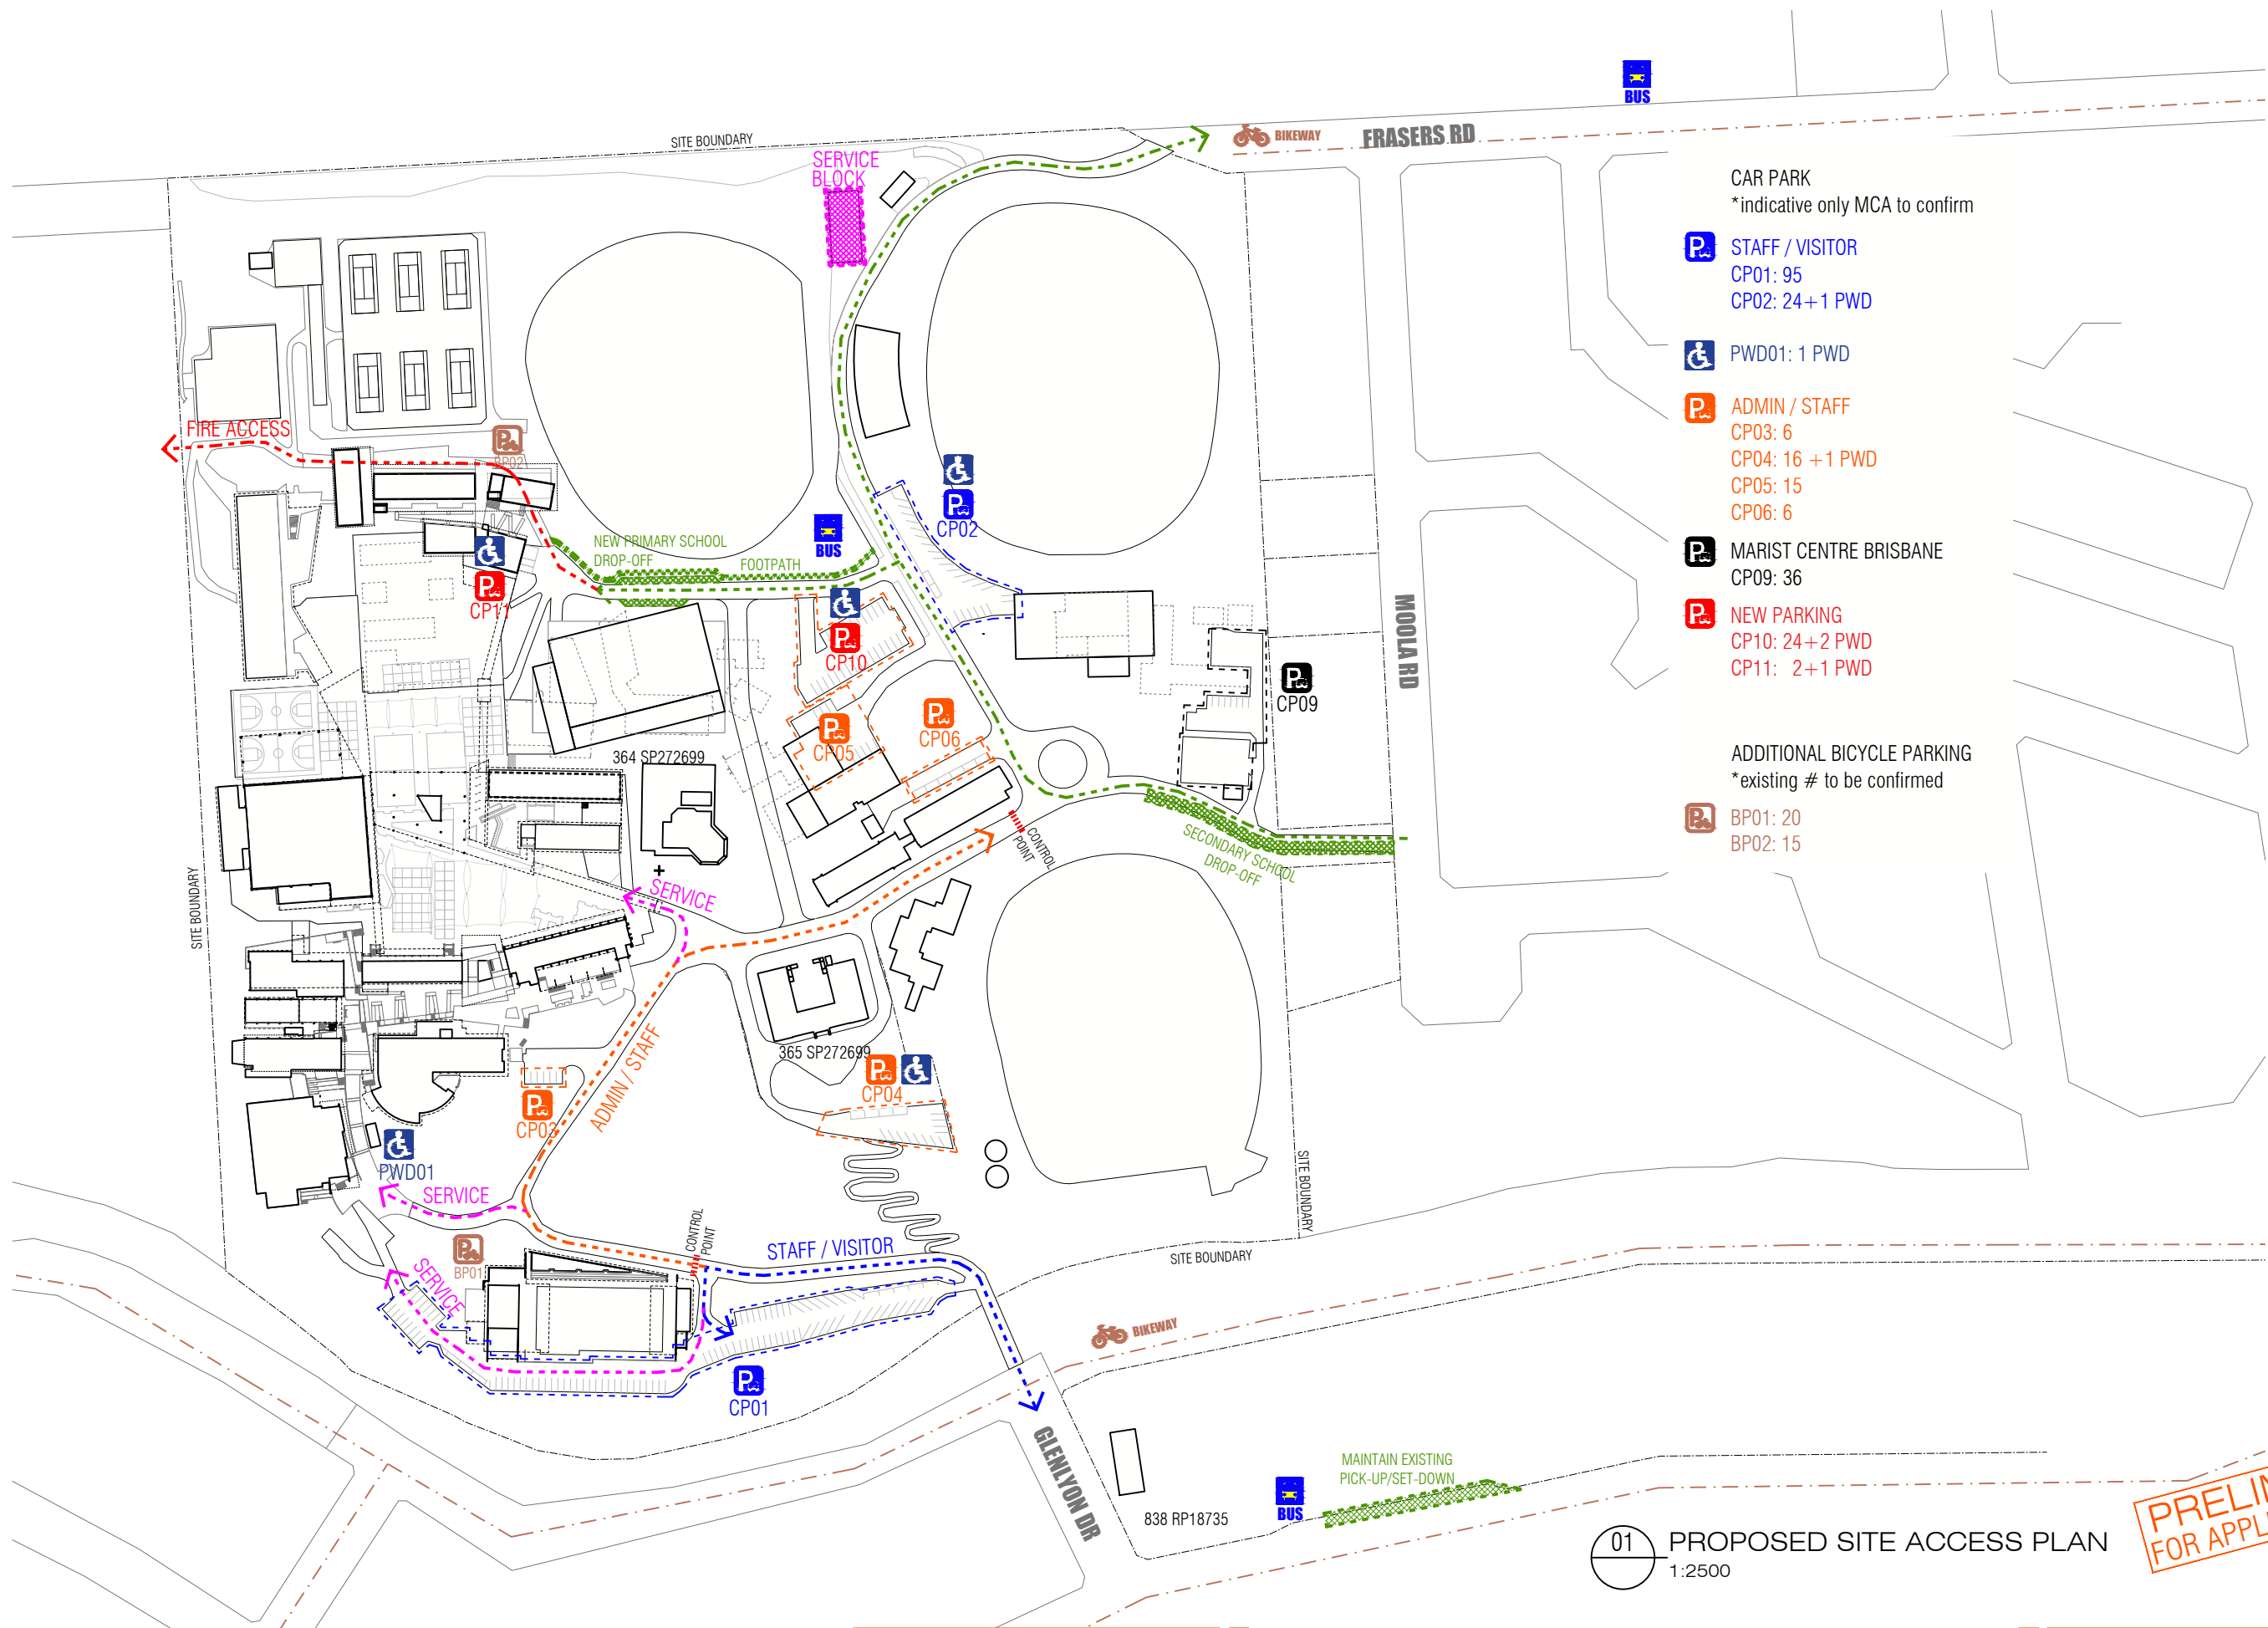 BUS
BIKEWAY
FRASERS RD
SITE BOUNDARY
SERVICE
BLOCK
CAR PARK
*indicative only MCA to confirm
STAFF / VISITOR
CP01: 95
CP02: 24+1 PWD
PWD01: 1 PWD
ADMIN / STAFF
CP03: 6
CP04: 16 +1 PWD
CP05: 15
CP06: 6
MARIST CENTRE BRISBANE
CP09: 36
NEW PARKING
CP10: 24+2 PWD
CP11: 2+1 PWD
ADDITIONAL BICYCLE PARKING
*existing # to be confirmed
BP01: 20
BP02: 15
FIRE ACCESS
BP02
CP02
BUS
NEW PRIMARY SCHOOL
DROP-OFF
FOOTPATH
CP11
CP10
MOOLA RD
CP09
CP05
CP06
364 SP272699
CONTROL
POINT
SECONDARY SCHOOL
DROP-OFF
SITE BOUNDARY
SERVICE
365 SP272699
CP04
ADMIN / STAFF
CP03
PWD01
SERVICE
SITE BOUNDARY
CONTROL
POINT
STAFF / VISITOR
SITE BOUNDARY
BP01
SERVICE
BIKEWAY
CP01
GLENLYON DR
838 RP18735
BUS
MAINTAIN EXISTING
PICK-UP/SET-DOWN
01
PROPOSED SITE ACCESS PLAN
1:2500
FOR